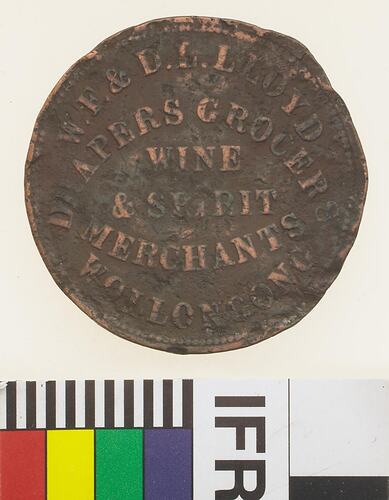 W.F. & D.L. LLOYD
DRAPERS GROCERS
WINE
& SPIRIT
MERCHANTS
WOLLONGONG
IFR